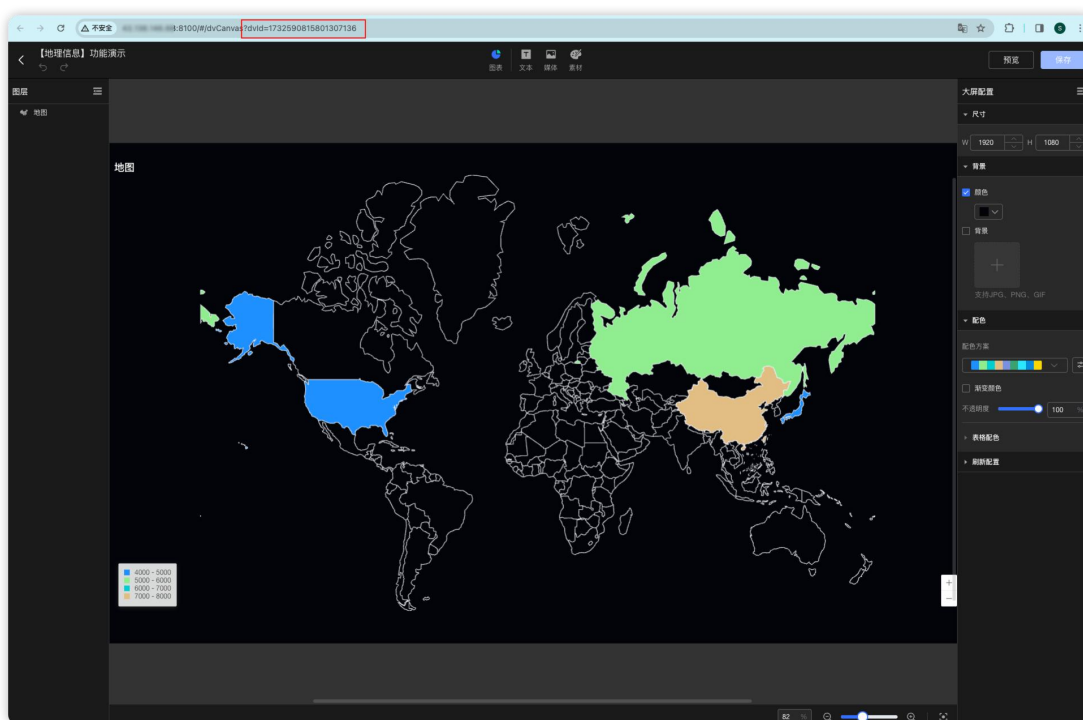 不安全
:8100/#/dvCanvas?dvId=1732590815801307136
【地理信息】功能演示
图表 文本 媒体 素材
预览 保存
图层
地图
地图
4000 - 5000
5000 - 6000
6000 - 7000
7000 - 8000
大屏配置
尺寸
W 1920 H 1080
背景
颜色
背景
支持JPG、PNG、GIF
配色
配色方案
渐变颜色
不透明度 100 %
表格配色
刷新配置
82 %